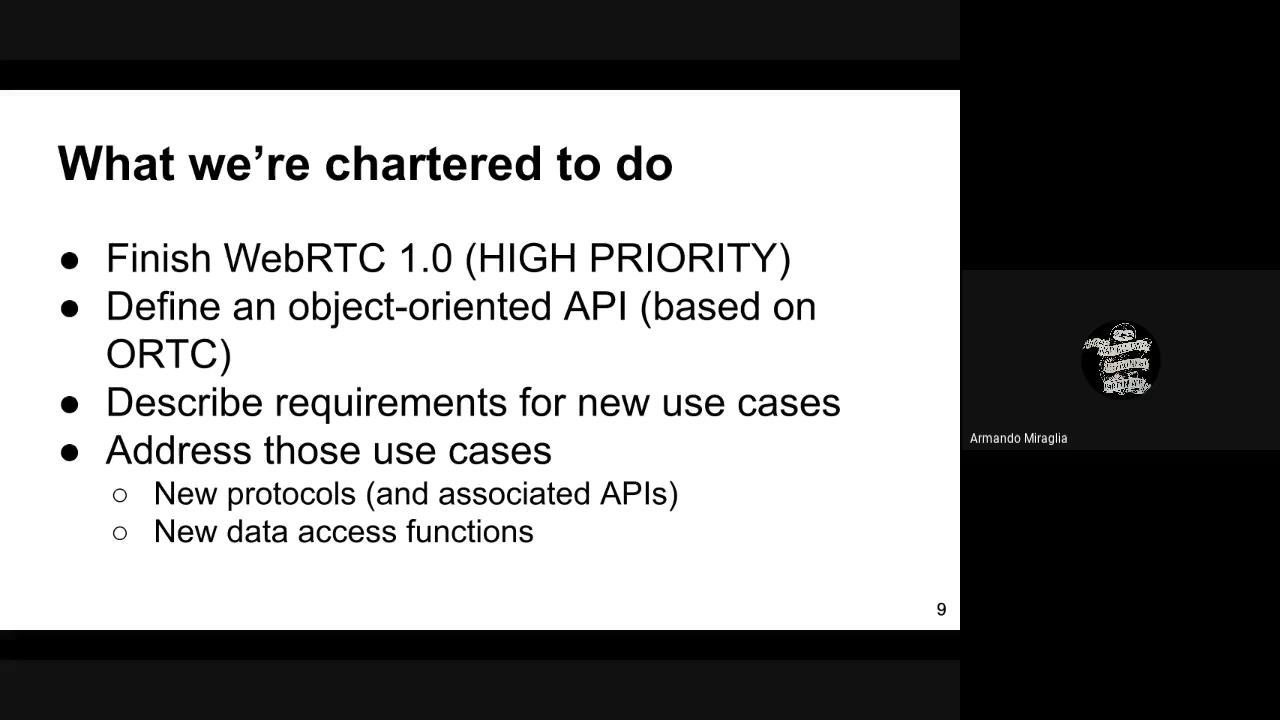 What we’re chartered to do
● Finish WebRTC 1.0 (HIGH PRIORITY)
● Define an object-oriented API (based on
ORTC)
● Describe requirements for new use cases
● Address those use cases
○ New protocols (and associated APIs)
○ New data access functions
9
Armando Miraglia